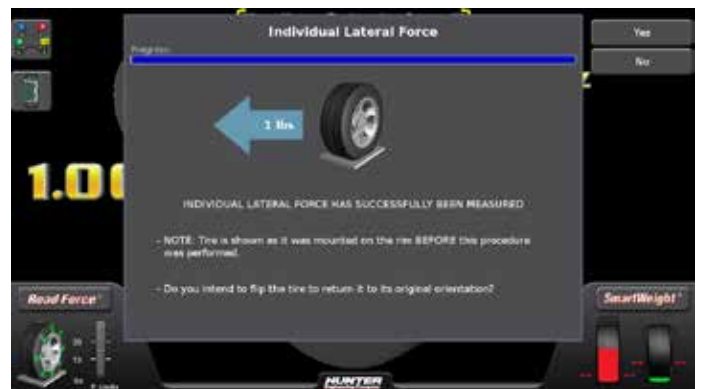 Individual Lateral Force
Progress:
Yes
No
1 lbs
1.00
INDIVIDUAL LATERAL FORCE HAS SUCCESSFULLY BEEN MEASURED
- NOTE: Tire is shown as it was mounted on the rim BEFORE this procedure
was performed.
- Do you intend to flip the tire to return it to its original orientation?
Road Force®
SmartWeight®
HUNTER